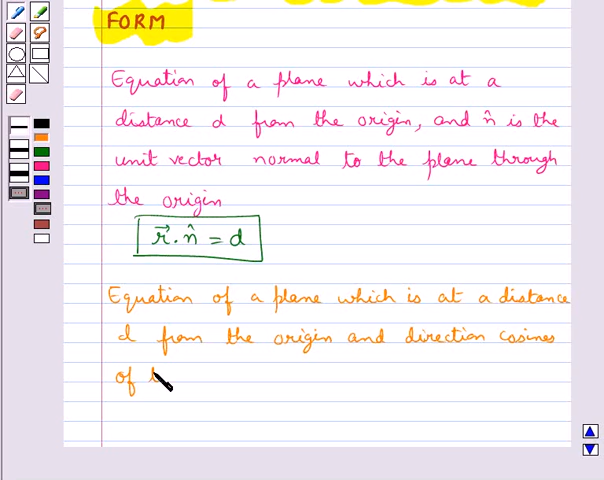 FORM
Equation of a plane which is at a
distance d from the origin, and n̂ is the
unit vector normal to the plane through
the origin
r⃗ . n̂ = d
Equation of a plane which is at a distance
d from the origin and direction cosines
of